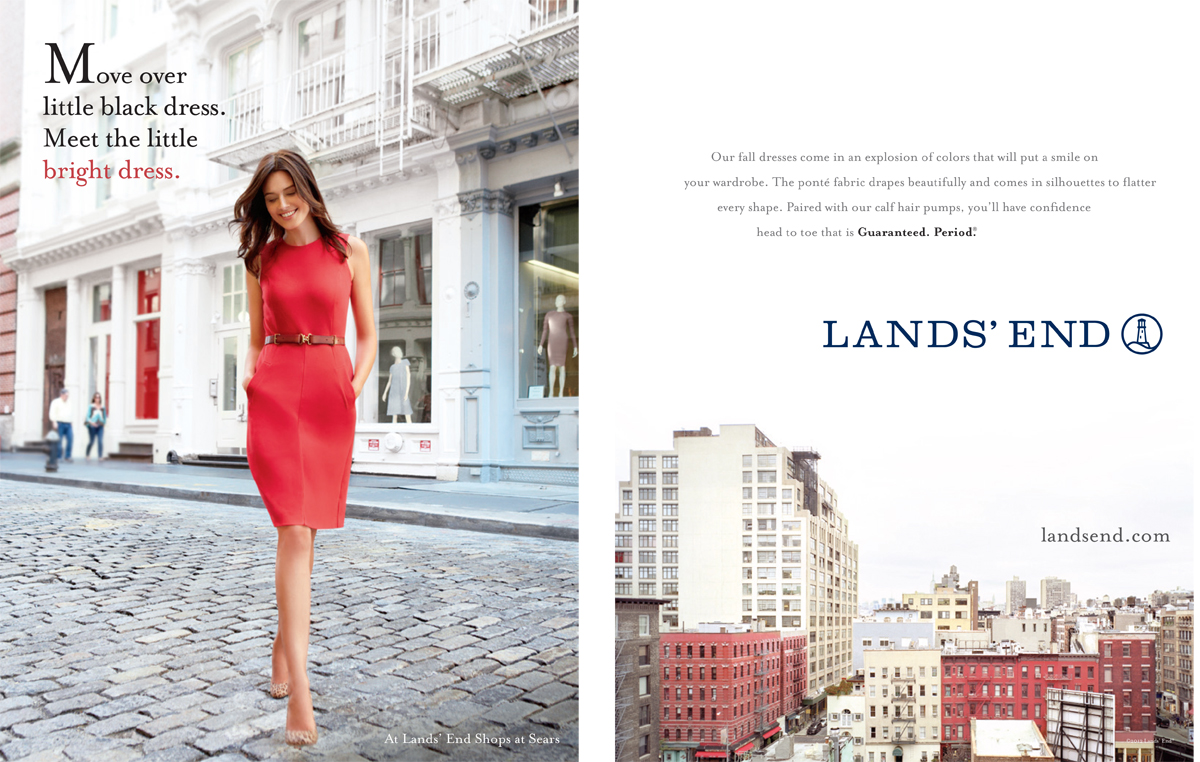 Move over
little black dress.
Meet the little
bright dress.
At Lands' End Shops at Sears
Our fall dresses come in an explosion of colors that will put a smile on
your wardrobe. The ponté fabric drapes beautifully and comes in silhouettes to flatter
every shape. Paired with our calf hair pumps, you'll have confidence
head to toe that is Guaranteed. Period.®
LANDS' END
landsend.com